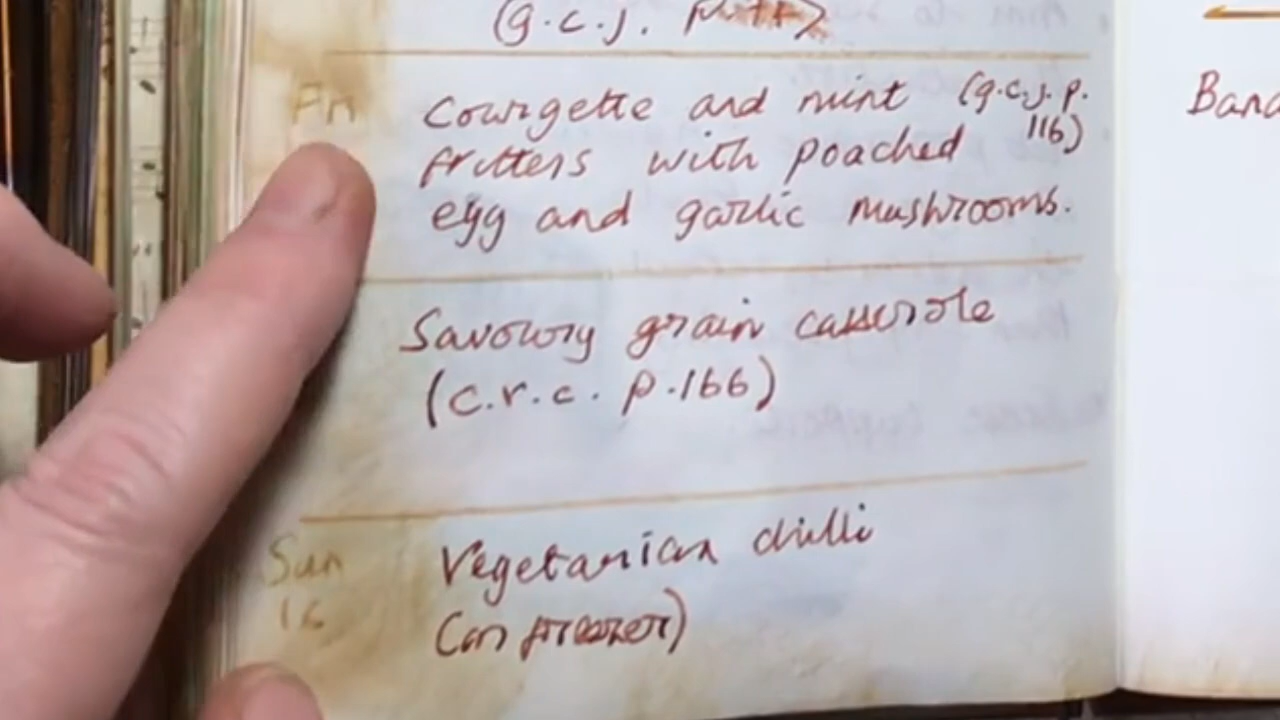 (g.c.j.
Fri
Courgette and mint (g.c.j. p.
116)
fritters with poached
egg and garlic mushrooms.
Savoury grain casserole
(c.r.c. p.166)
Sun
16
Vegetarian chilli
(in freezer)